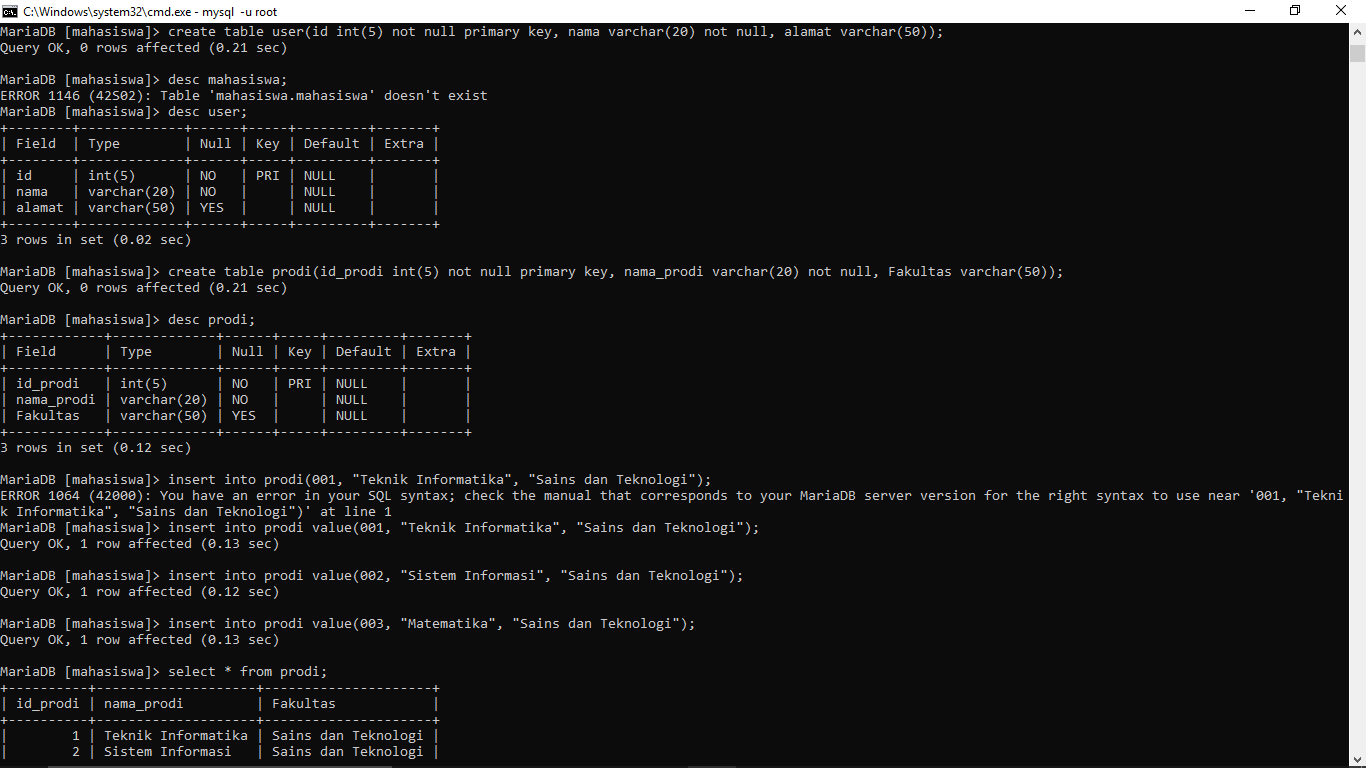 C:\Windows\system32\cmd.exe - mysql  -u root
MariaDB [mahasiswa]> create table user(id int(5) not null primary key, nama varchar(20) not null, alamat varchar(50));
Query OK, 0 rows affected (0.21 sec)

MariaDB [mahasiswa]> desc mahasiswa;
ERROR 1146 (42S02): Table 'mahasiswa.mahasiswa' doesn't exist
MariaDB [mahasiswa]> desc user;
+--------+-------------+------+-----+---------+-------+
| Field  | Type        | Null | Key | Default | Extra |
+--------+-------------+------+-----+---------+-------+
| id     | int(5)      | NO   | PRI | NULL    |       |
| nama   | varchar(20) | NO   |     | NULL    |       |
| alamat | varchar(50) | YES  |     | NULL    |       |
+--------+-------------+------+-----+---------+-------+
3 rows in set (0.02 sec)

MariaDB [mahasiswa]> create table prodi(id_prodi int(5) not null primary key, nama_prodi varchar(20) not null, Fakultas varchar(50));
Query OK, 0 rows affected (0.21 sec)

MariaDB [mahasiswa]> desc prodi;
+------------+-------------+------+-----+---------+-------+
| Field      | Type        | Null | Key | Default | Extra |
+------------+-------------+------+-----+---------+-------+
| id_prodi   | int(5)      | NO   | PRI | NULL    |       |
| nama_prodi | varchar(20) | NO   |     | NULL    |       |
| Fakultas   | varchar(50) | YES  |     | NULL    |       |
+------------+-------------+------+-----+---------+-------+
3 rows in set (0.12 sec)

MariaDB [mahasiswa]> insert into prodi(001, "Teknik Informatika", "Sains dan Teknologi");
ERROR 1064 (42000): You have an error in your SQL syntax; check the manual that corresponds to your MariaDB server version for the right syntax to use near '001, "Tekni
k Informatika", "Sains dan Teknologi")' at line 1
MariaDB [mahasiswa]> insert into prodi value(001, "Teknik Informatika", "Sains dan Teknologi");
Query OK, 1 row affected (0.13 sec)

MariaDB [mahasiswa]> insert into prodi value(002, "Sistem Informasi", "Sains dan Teknologi");
Query OK, 1 row affected (0.12 sec)

MariaDB [mahasiswa]> insert into prodi value(003, "Matematika", "Sains dan Teknologi");
Query OK, 1 row affected (0.13 sec)

MariaDB [mahasiswa]> select * from prodi;
+----------+--------------------+---------------------+
| id_prodi | nama_prodi         | Fakultas            |
+----------+--------------------+---------------------+
|        1 | Teknik Informatika | Sains dan Teknologi |
|        2 | Sistem Informasi   | Sains dan Teknologi |